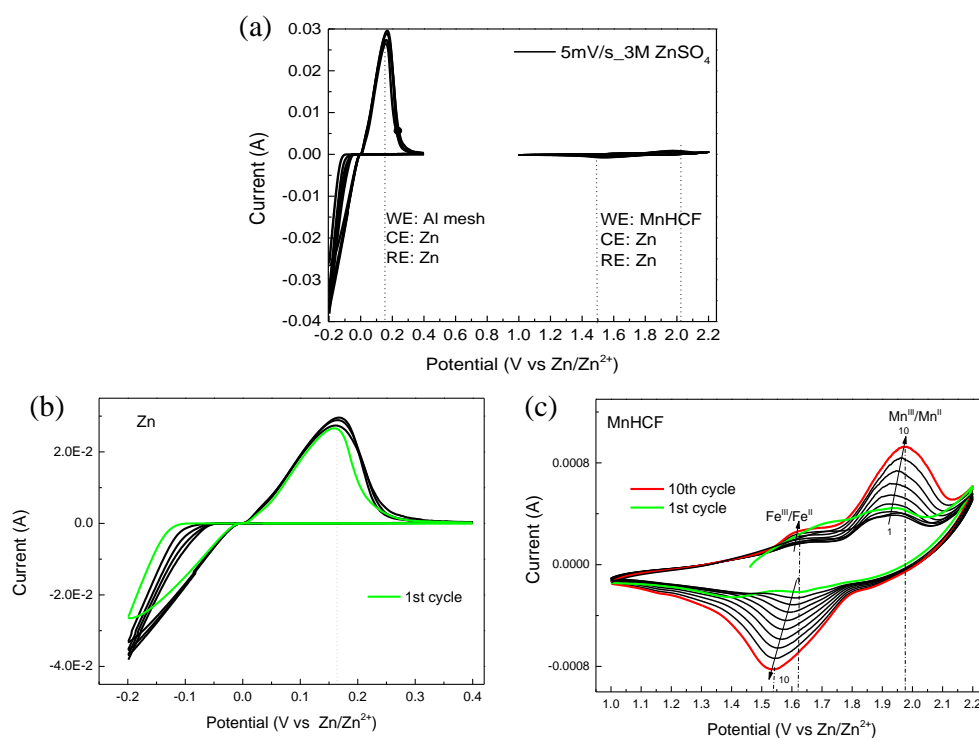 (a)
0.03
0.02
0.01
0.00
-0.01
-0.02
-0.03
-0.04
Current (A)
5mV/s_3M ZnSO₄
WE: Al mesh
CE: Zn
RE: Zn
WE: MnHCF
CE: Zn
RE: Zn
-0.2 0.0 0.2 0.4 0.6 0.8 1.0 1.2 1.4 1.6 1.8 2.0 2.2
Potential (V vs Zn/Zn²⁺)
(b)
Zn
2.0E-2
0.0
-2.0E-2
-4.0E-2
Current (A)
1st cycle
-0.2 -0.1 0.0 0.1 0.2 0.3 0.4
Potential (V vs Zn/Zn²⁺)
(c)
MnHCF
0.0008
0.0000
-0.0008
Current (A)
10th cycle
1st cycle
Feᴵᴵᴵ/Feᴵᴵ
Mnᴵᴵᴵ/Mnᴵᴵ
10
1
10
1.0 1.1 1.2 1.3 1.4 1.5 1.6 1.7 1.8 1.9 2.0 2.1 2.2
Potential (V vs Zn/Zn²⁺)